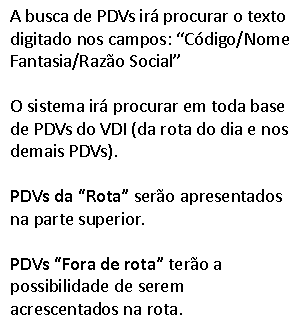 A busca de PDVs irá procurar o texto
digitado nos campos: “Código/Nome
Fantasia/Razão Social”
O sistema irá procurar em toda base
de PDVs do VDI (da rota do dia e nos
demais PDVs).
PDVs da “Rota” serão apresentados
na parte superior.
PDVs “Fora de rota” terão a
possibilidade de serem
acrescentados na rota.